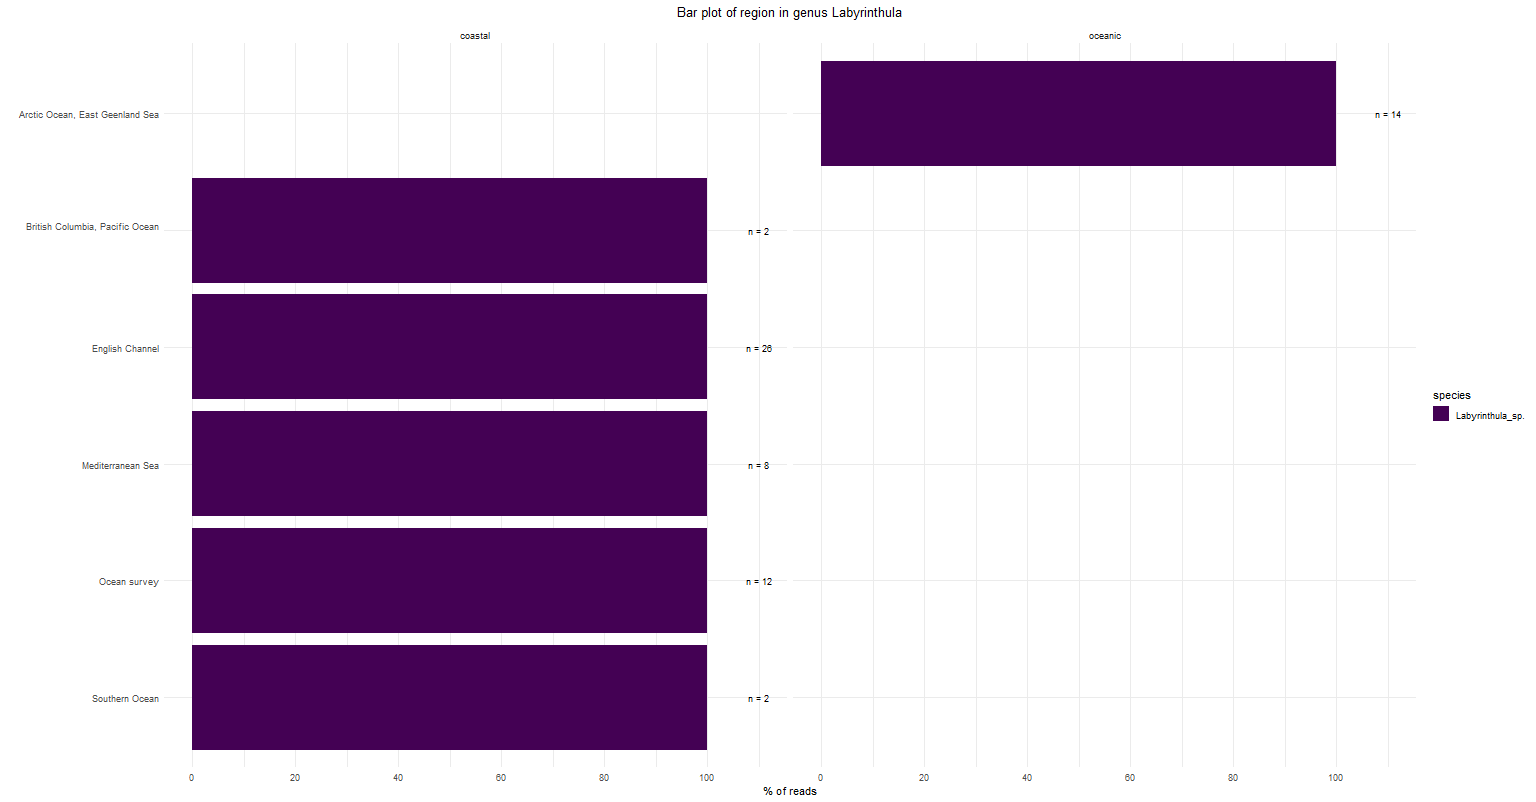 Bar plot of region in genus Labyrinthula
coastal
oceanic
Arctic Ocean, East Geenland Sea
n = 14
British Columbia, Pacific Ocean
n = 2
English Channel
n = 26
Mediterranean Sea
n = 8
Ocean survey
n = 12
Southern Ocean
n = 2
species
Labyrinthula_sp.
0 20 40 60 80 100
0 20 40 60 80 100
% of reads